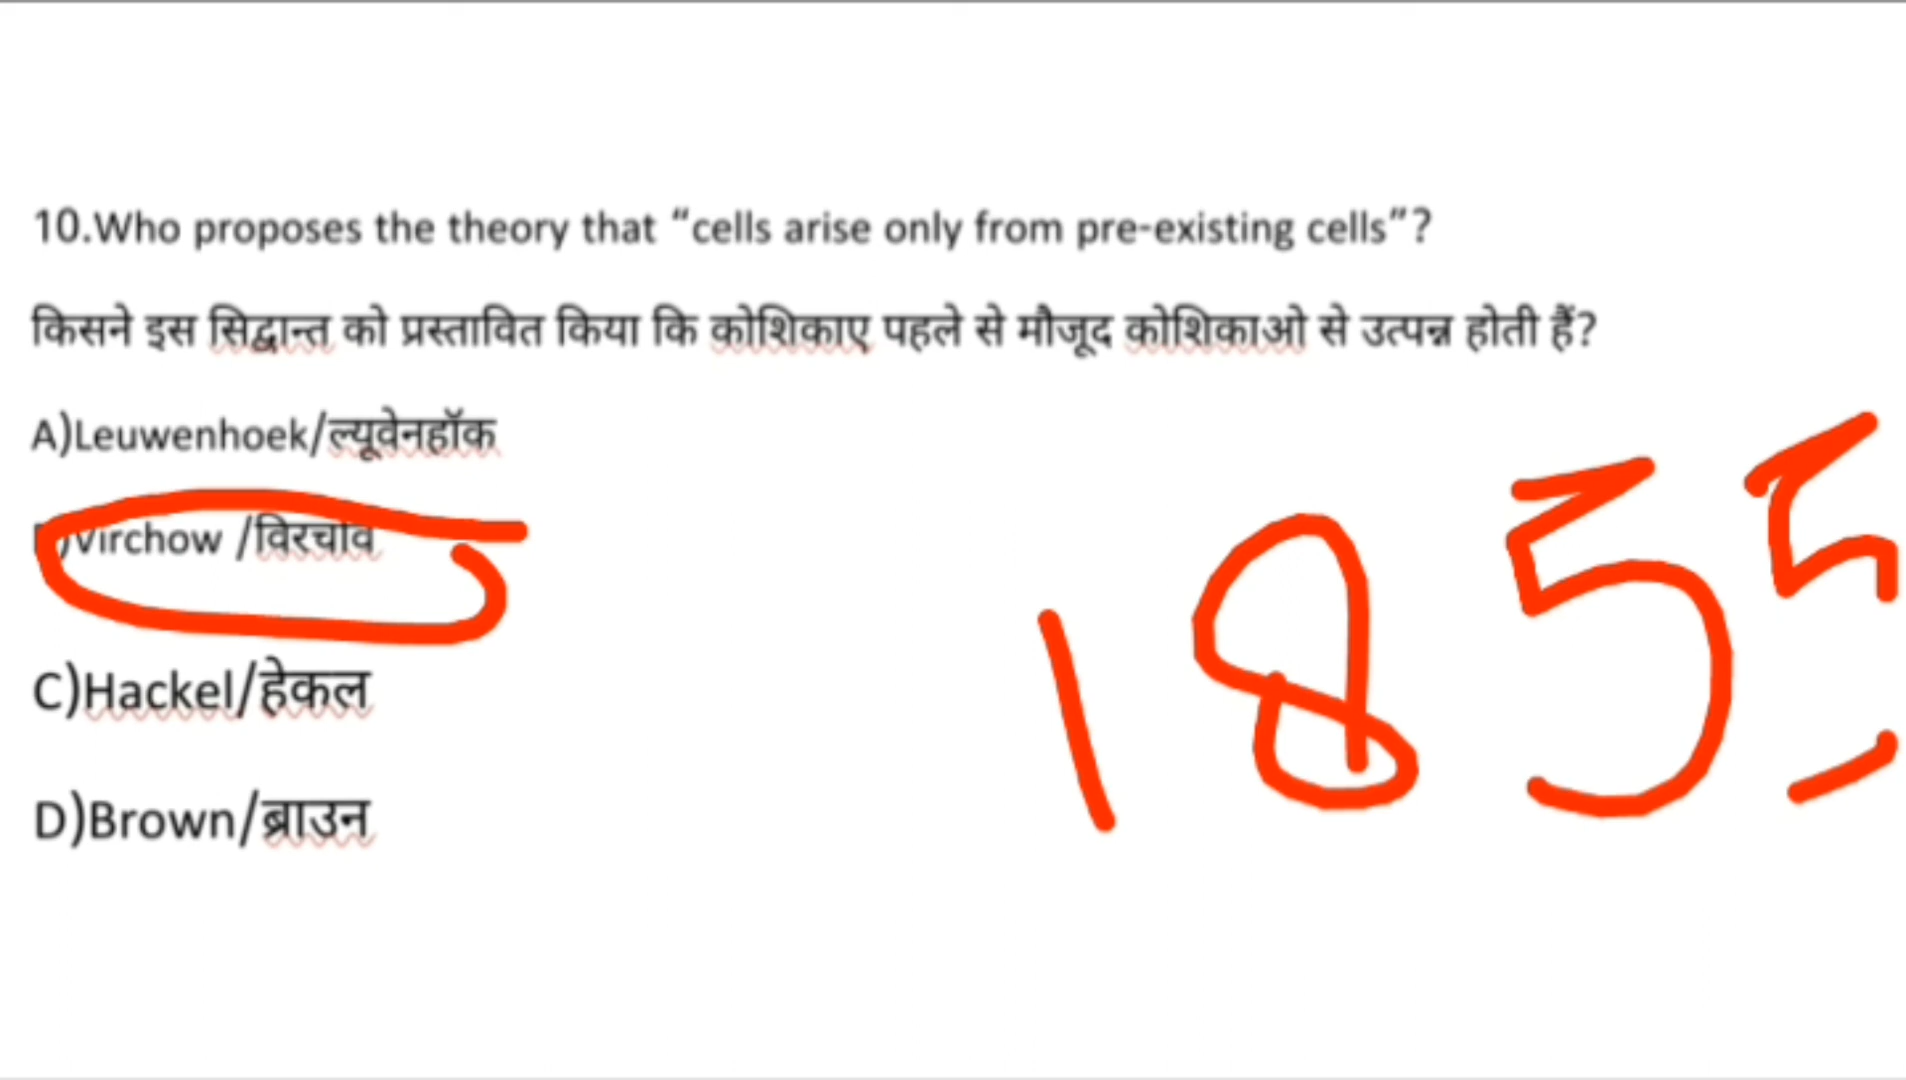 10.Who proposes the theory that “cells arise only from pre-existing cells”?
किसने इस सिद्वान्त को प्रस्तावित किया कि कोशिकाए पहले से मौजूद कोशिकाओ से उत्पन्न होती हैं?
A)Leuwenhoek/ल्यूवेनहॉक
)Virchow /विरचाव
C)Hackel/हेकल
D)Brown/ब्राउन
1855